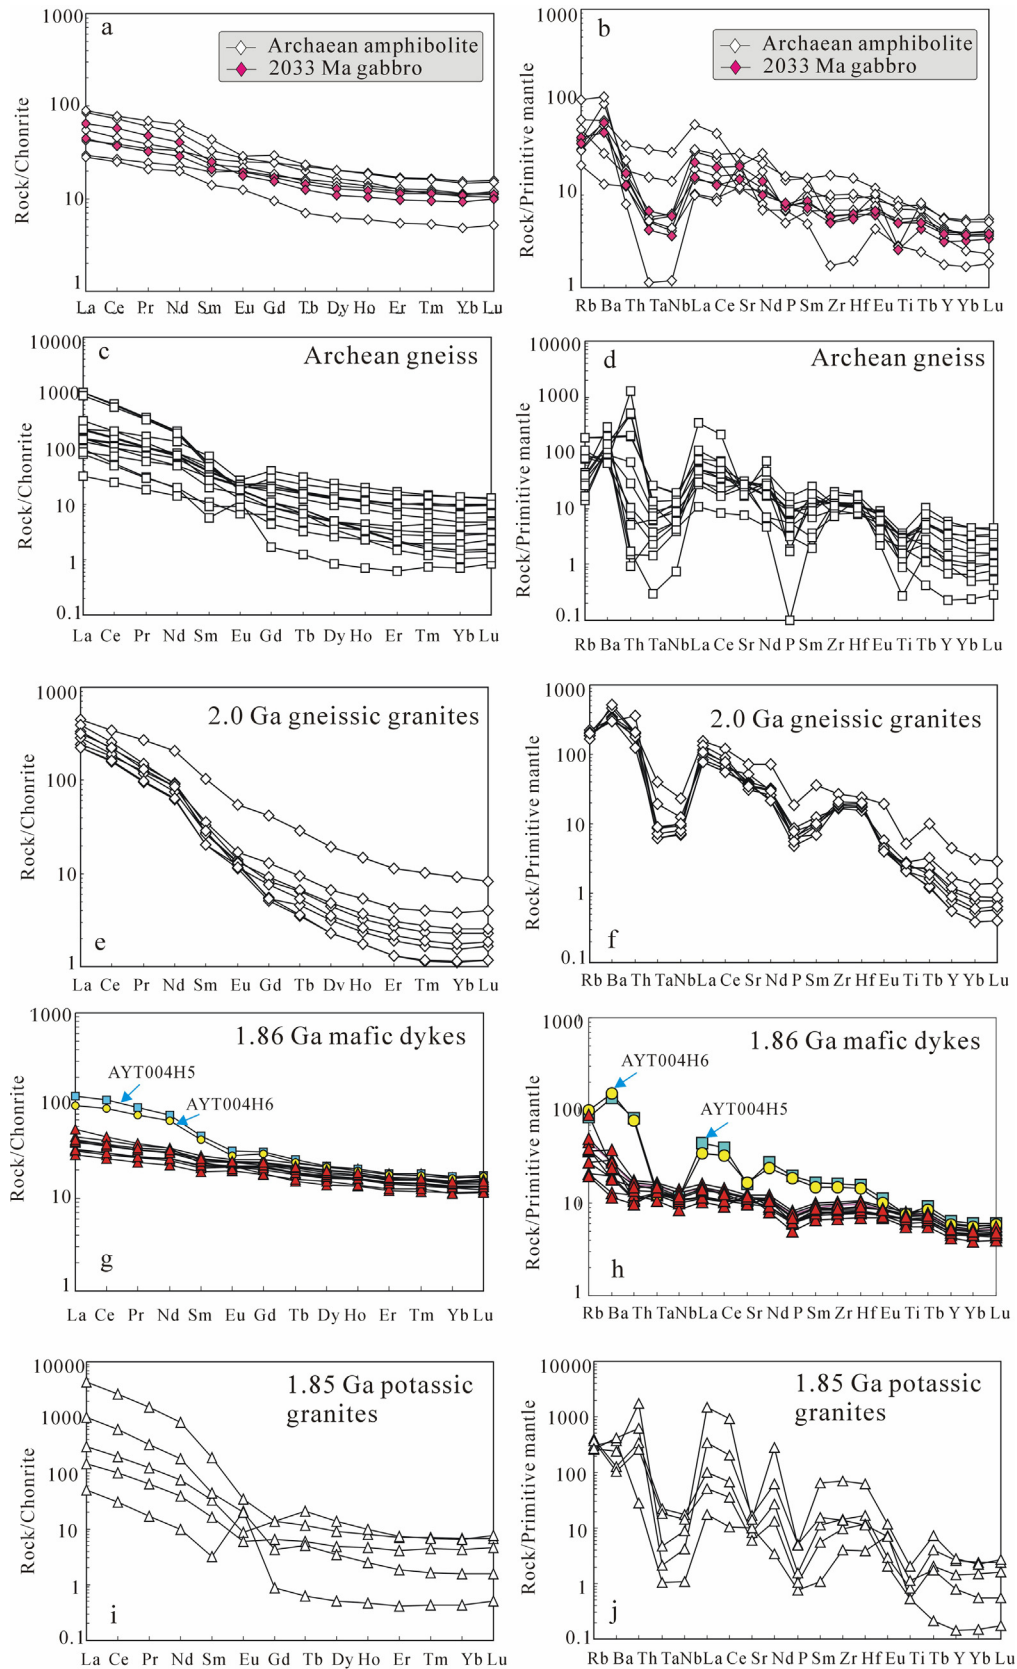 a
Archaean amphibolite
2033 Ma gabbro
Rock/Chonrite
1000
100
10
1
La Ce Pr Nd Sm Eu Gd Tb Dy Ho Er Tm Yb Lu
b
Archaean amphibolite
2033 Ma gabbro
Rock/Primitive mantle
1000
100
10
1
Rb Ba Th Ta Nb La Ce Sr Nd P Sm Zr Hf Eu Ti Tb Y Yb Lu
c
Archean gneiss
Rock/Chonrite
10000
1000
100
10
1
0.1
La Ce Pr Nd Sm Eu Gd Tb Dy Ho Er Tm Yb Lu
d
Archean gneiss
Rock/Primitive mantle
10000
1000
100
10
1
0.1
Rb Ba Th Ta Nb La Ce Sr Nd P Sm Zr Hf Eu Ti Tb Y Yb Lu
2.0 Ga gneissic granites
Rock/Chonrite
1000
100
10
1
e
La Ce Pr Nd Sm Eu Gd Tb Dy Ho Er Tm Yb Lu
2.0 Ga gneissic granites
Rock/Primitive mantle
1000
100
10
1
0.1
f
Rb Ba Th Ta Nb La Ce Sr Nd P Sm Zr Hf Eu Ti Tb Y Yb Lu
1.86 Ga mafic dykes
AYT004H5
AYT004H6
Rock/Chonrite
1000
100
10
1
g
La Ce Pr Nd Sm Eu Gd Tb Dy Ho Er Tm Yb Lu
1.86 Ga mafic dykes
AYT004H6
AYT004H5
Rock/Primitive mantle
1000
100
10
1
h
Rb Ba Th Ta Nb La Ce Sr Nd P Sm Zr Hf Eu Ti Tb Y Yb Lu
1.85 Ga potassic
granites
Rock/Chonrite
10000
1000
100
10
1
0.1
i
La Ce Pr Nd Sm Eu Gd Tb Dy Ho Er Tm Yb Lu
1.85 Ga potassic
granites
Rock/Primitive mantle
10000
1000
100
10
1
0.1
j
Rb Ba Th Ta Nb La Ce Sr Nd P Sm Zr Hf Eu Ti Tb Y Yb Lu